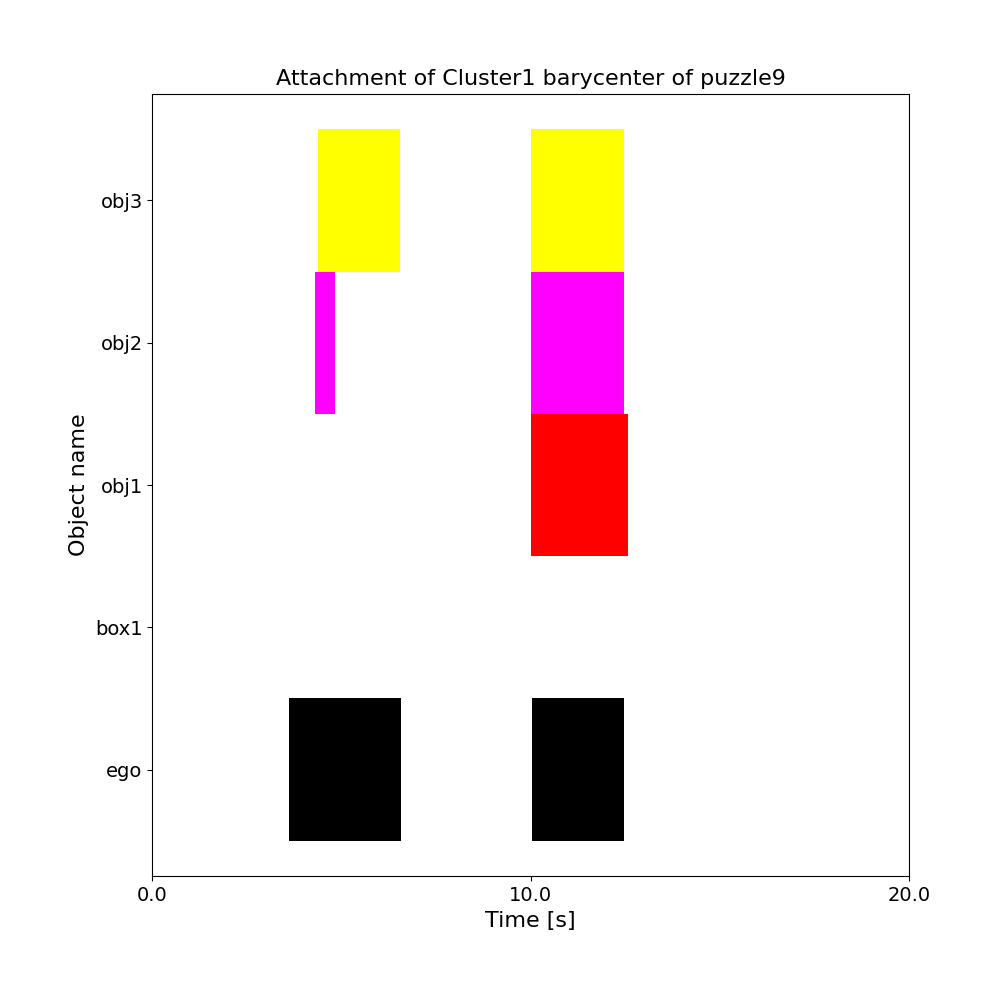 Attachment of Cluster1 barycenter of puzzle9
obj3
obj2
obj1
box1
ego
Object name
0.0
10.0
20.0
Time [s]